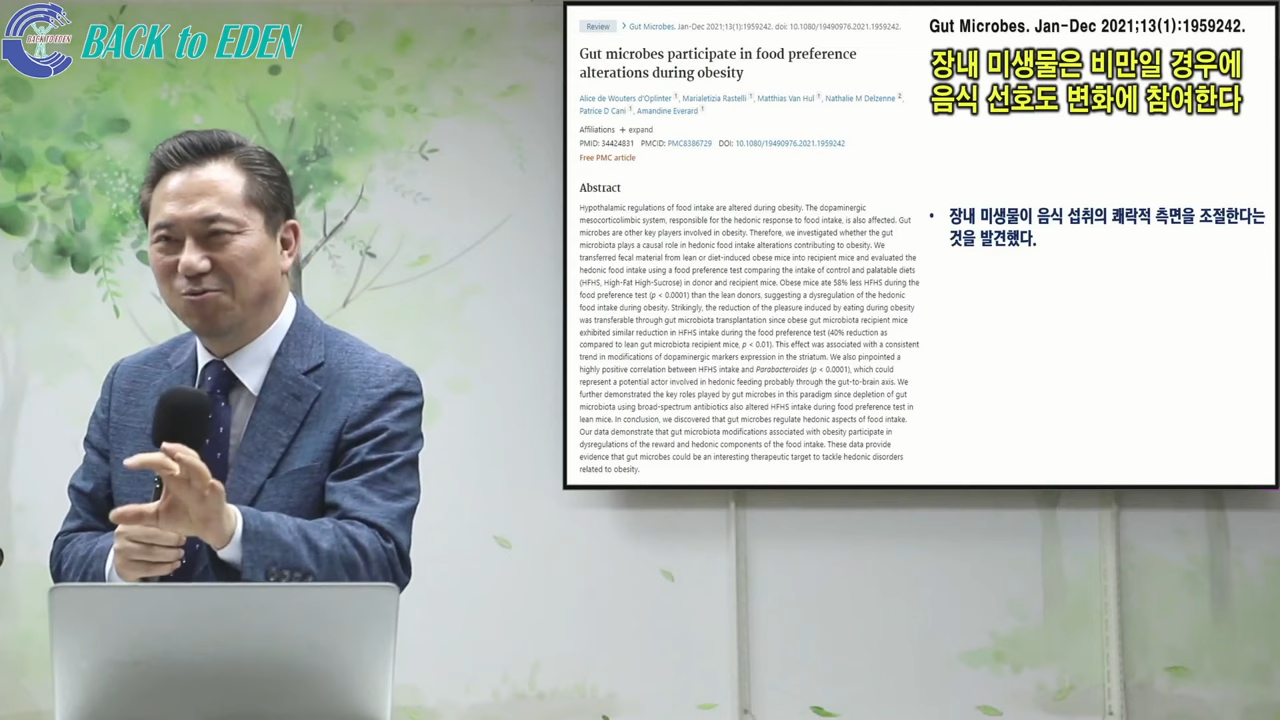 BACK TO EDEN
BACK to EDEN
Review > Gut Microbes. Jan-Dec 2021;13(1):1959242. doi: 10.1080/19490976.2021.1959242.
Gut microbes participate in food preference
alterations during obesity
Alice de Wouters d'Oplinter 1, Marialetizia Rastelli 1, Matthias Van Hul 1, Nathalie M Delzenne 2,
Patrice D Cani 1, Amandine Everard 1
Affiliations + expand
PMID: 34424831 PMCID: PMC8386729 DOI: 10.1080/19490976.2021.1959242
Free PMC article
Abstract
Hypothalamic regulations of food intake are altered during obesity. The dopaminergic
mesocorticolimbic system, responsible for the hedonic response to food intake, is also affected. Gut
microbes are other key players involved in obesity. Therefore, we investigated whether the gut
microbiota plays a causal role in hedonic food intake alterations contributing to obesity. We
transferred fecal material from lean or diet-induced obese mice into recipient mice and evaluated the
hedonic food intake using a food preference test comparing the intake of control and palatable diets
(HFHS, High-Fat High-Sucrose) in donor and recipient mice. Obese mice ate 58% less HFHS during the
food preference test (p < 0.0001) than the lean donors, suggesting a dysregulation of the hedonic
food intake during obesity. Strikingly, the reduction of the pleasure induced by eating during obesity
was transferable through gut microbiota transplantation since obese gut microbiota recipient mice
exhibited similar reduction in HFHS intake during the food preference test (40% reduction as
compared to lean gut microbiota recipient mice, p < 0.01). This effect was associated with a consistent
trend in modifications of dopaminergic markers expression in the striatum. We also pinpointed a
highly positive correlation between HFHS intake and Parabacteroides (p < 0.0001), which could
represent a potential actor involved in hedonic feeding probably through the gut-to-brain axis. We
further demonstrated the key roles played by gut microbes in this paradigm since depletion of gut
microbiota using broad-spectrum antibiotics also altered HFHS intake during food preference test in
lean mice. In conclusion, we discovered that gut microbes regulate hedonic aspects of food intake.
Our data demonstrate that gut microbiota modifications associated with obesity participate in
dysregulations of the reward and hedonic components of the food intake. These data provide
evidence that gut microbes could be an interesting therapeutic target to tackle hedonic disorders
related to obesity.
Gut Microbes. Jan-Dec 2021;13(1):1959242.
장내 미생물은 비만일 경우에
음식 선호도 변화에 참여한다
• 장내 미생물이 음식 섭취의 쾌락적 측면을 조절한다는
것을 발견했다.